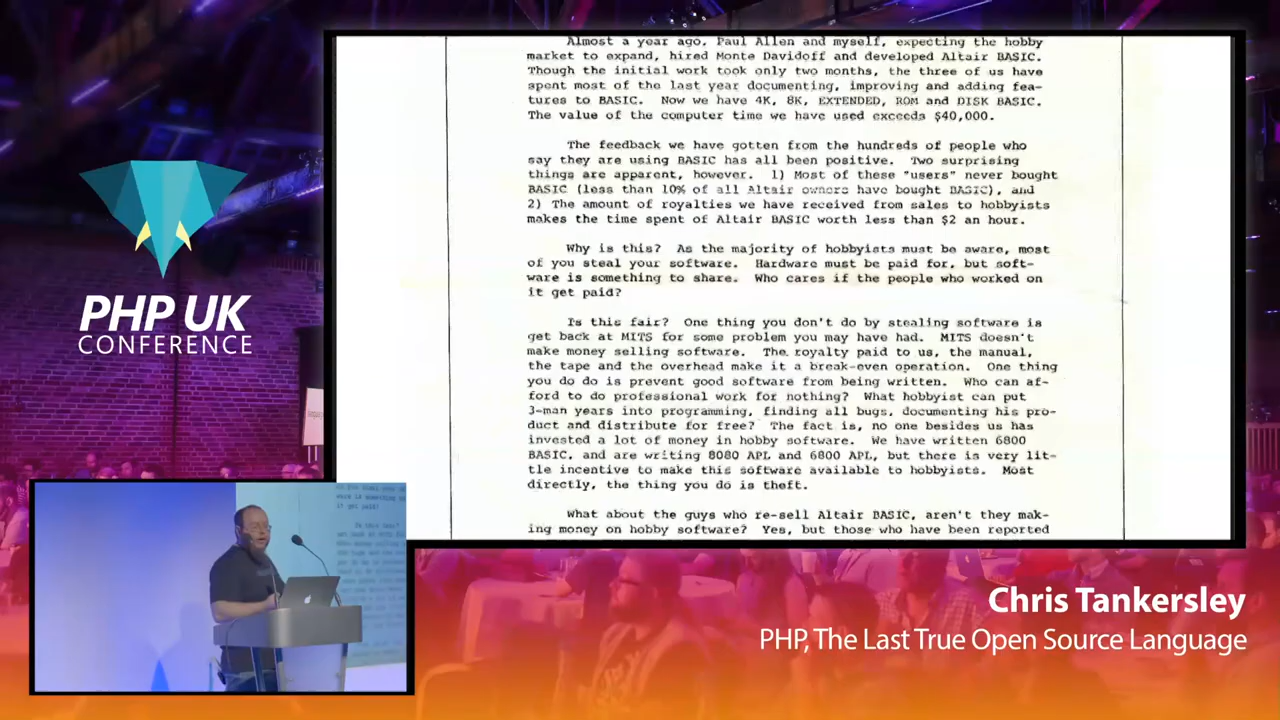 Almost a year ago, Paul Allen and myself, expecting the hobby
market to expand, hired Monte Davidoff and developed Altair BASIC.
Though the initial work took only two months, the three of us have
spent most of the last year documenting, improving and adding fea-
tures to BASIC. Now we have 4K, 8K, EXTENDED, ROM and DISK BASIC.
The value of the computer time we have used exceeds $40,000.
The feedback we have gotten from the hundreds of people who
say they are using BASIC has all been positive. Two surprising
things are apparent, however. 1) Most of these "users" never bought
BASIC (less than 10% of all Altair owners have bought BASIC), and
2) The amount of royalties we have received from sales to hobbyists
makes the time spent of Altair BASIC worth less than $2 an hour.
Why is this? As the majority of hobbyists must be aware, most
of you steal your software. Hardware must be paid for, but soft-
ware is something to share. Who cares if the people who worked on
it get paid?
Is this fair? One thing you don't do by stealing software is
get back at MITS for some problem you may have had. MITS doesn't
make money selling software. The royalty paid to us, the manual,
the tape and the overhead make it a break-even operation. One thing
you do do is prevent good software from being written. Who can af-
ford to do professional work for nothing? What hobbyist can put
3-man years into programming, finding all bugs, documenting his pro-
duct and distribute for free? The fact is, no one besides us has
invested a lot of money in hobby software. We have written 6800
BASIC, and are writing 8080 APL and 6800 APL, but there is very lit-
tle incentive to make this software available to hobbyists. Most
directly, the thing you do is theft.
What about the guys who re-sell Altair BASIC, aren't they mak-
ing money on hobby software? Yes, but those who have been reported
PHP UK
CONFERENCE
Chris Tankersley
PHP, The Last True Open Source Language